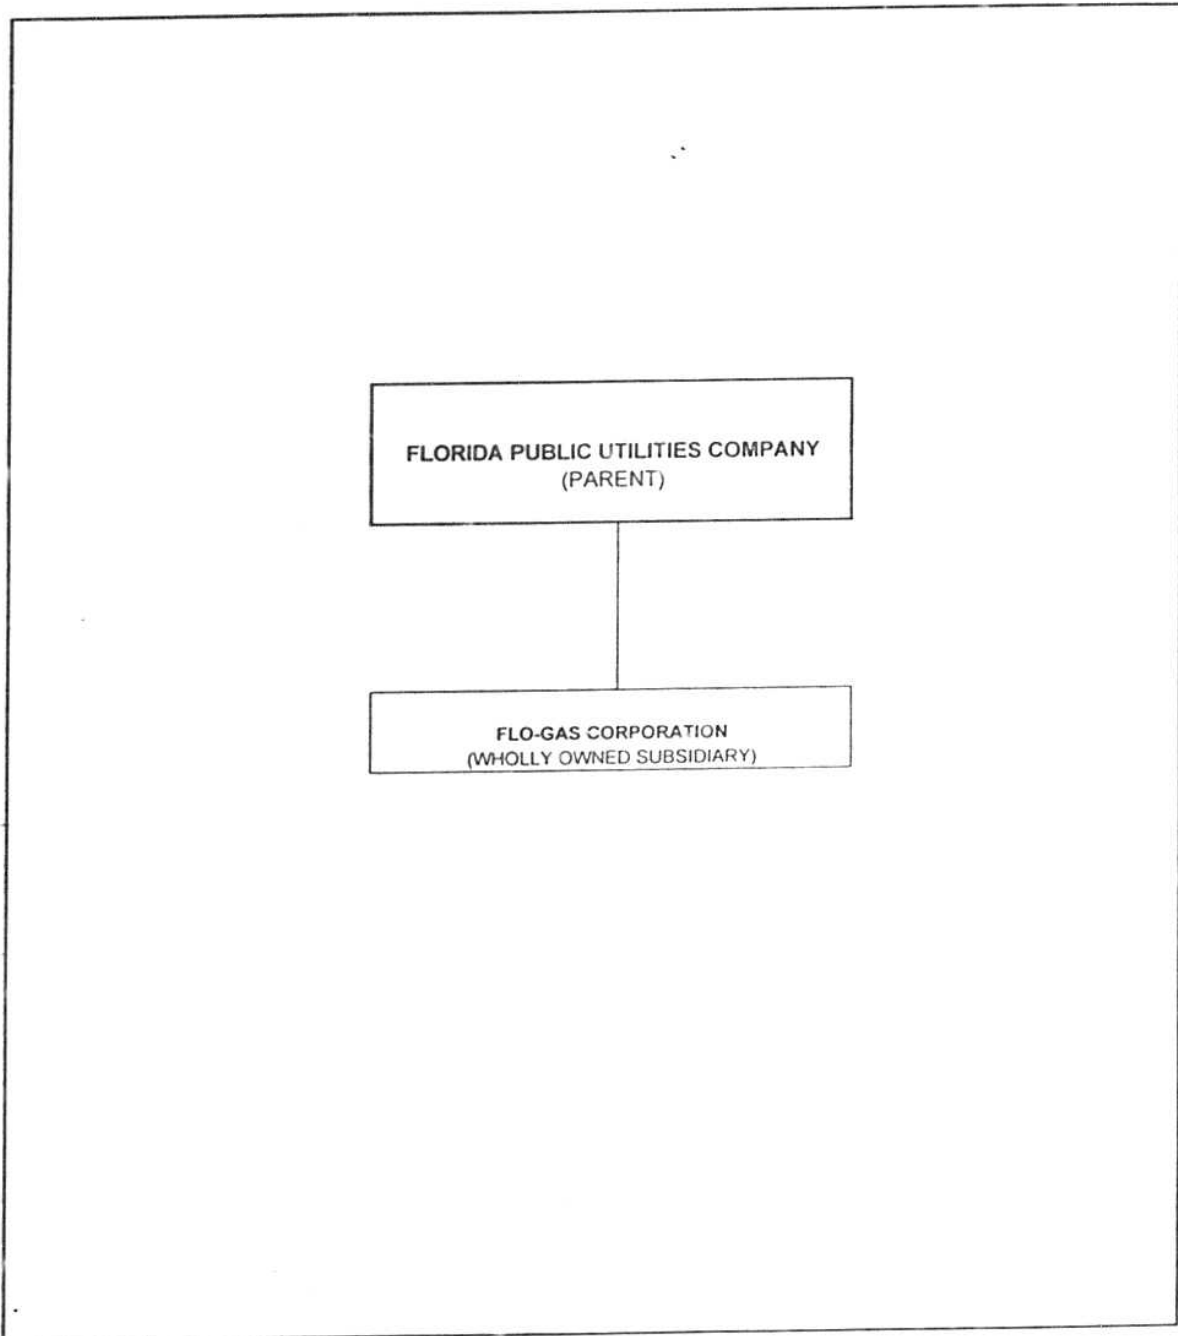 FLORIDA PUBLIC UTILITIES COMPANY
(PARENT)
FLO-GAS CORPORATION
(WHOLLY OWNED SUBSIDIARY)